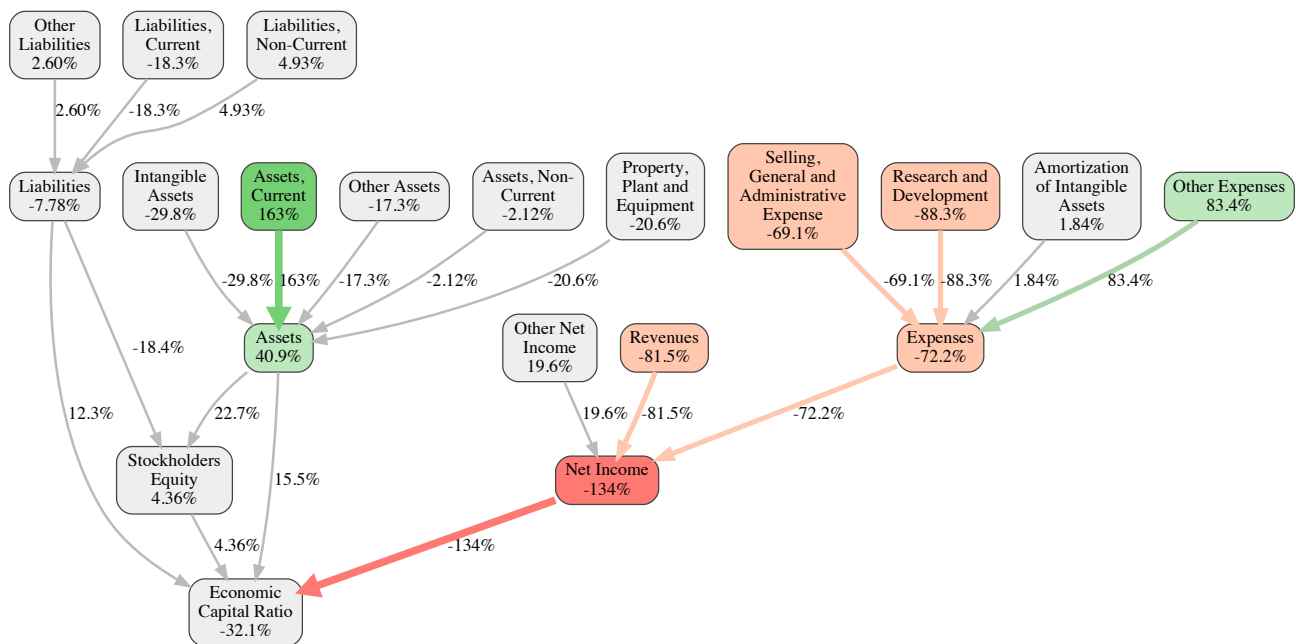 Other
Liabilities
2.60%
Liabilities,
Current
-18.3%
Liabilities,
Non-Current
4.93%
2.60%
-18.3%
4.93%
Liabilities
-7.78%
Intangible
Assets
-29.8%
Assets,
Current
163%
Other Assets
-17.3%
Assets, Non-
Current
-2.12%
Property,
Plant and
Equipment
-20.6%
Selling,
General and
Administrative
Expense
-69.1%
Research and
Development
-88.3%
Amortization
of Intangible
Assets
1.84%
Other Expenses
83.4%
-29.8%
163%
-17.3%
-2.12%
-20.6%
-69.1%
-88.3%
1.84%
83.4%
-18.4%
Assets
40.9%
Other Net
Income
19.6%
Revenues
-81.5%
Expenses
-72.2%
12.3%
22.7%
19.6%
-81.5%
-72.2%
Stockholders
Equity
4.36%
15.5%
Net Income
-134%
4.36%
-134%
Economic
Capital Ratio
-32.1%